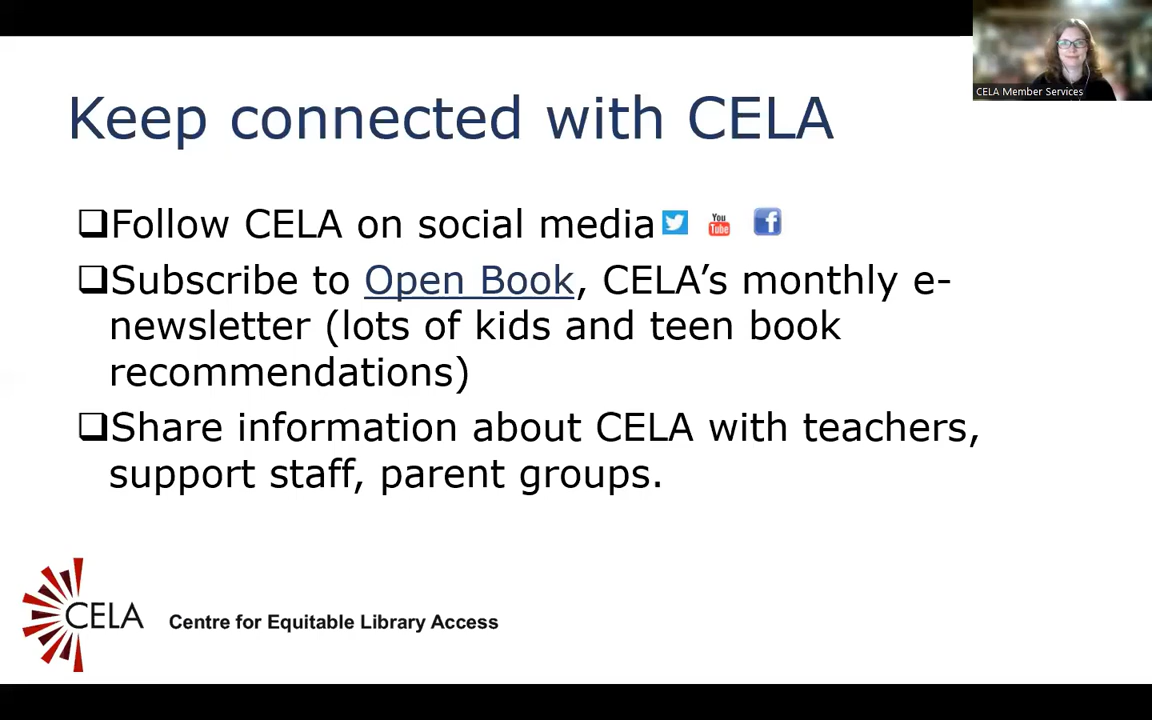 CELA Member Services
Keep connected with CELA
❑Follow CELA on social media You Tube f
❑Subscribe to Open Book, CELA’s monthly e-
newsletter (lots of kids and teen book
recommendations)
❑Share information about CELA with teachers,
support staff, parent groups.
CELA Centre for Equitable Library Access